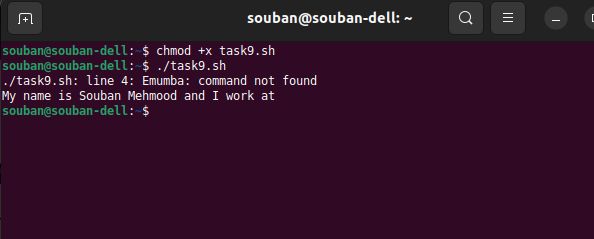 souban@souban-dell: ~
souban@souban-dell:~$ chmod +x task9.sh
souban@souban-dell:~$ ./task9.sh
./task9.sh: line 4: Emumba: command not found
My name is Souban Mehmood and I work at
souban@souban-dell:~$